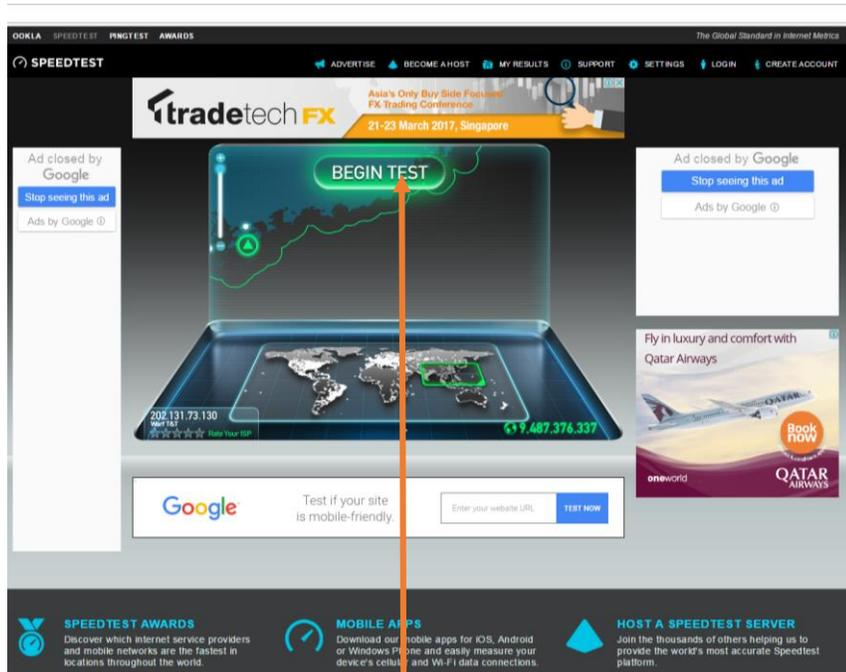 OOKLA SPEEDTEST PINGTEST AWARDS The Global Standard in Internet Metrics
SPEEDTEST ADVERTISE BECOME A HOST MY RESULTS SUPPORT SETTINGS LOGIN CREATE ACCOUNT
tradetech FX
Asia's Only Buy Side Focused
FX Trading Conference
21-23 March 2017, Singapore
Ad closed by
Google
Stop seeing this ad
Ads by Google
BEGIN TEST
Ad closed by Google
Stop seeing this ad
Ads by Google
202.131.73.130
Warf T&T
Rate Your ISP
9,487,376,337
Fly in luxury and comfort with
Qatar Airways
QATAR
Book
now
oneworld
QATAR
AIRWAYS
Google
Test if your site
is mobile-friendly.
Enter your website URL
TEST NOW
SPEEDTEST AWARDS
Discover which internet service providers
and mobile networks are the fastest in
locations throughout the world.
MOBILE APPS
Download our mobile apps for iOS, Android
or Windows Phone and easily measure your
device's cellular and Wi-Fi data connections.
HOST A SPEEDTEST SERVER
Join the thousands of others helping us to
provide the world's most accurate Speedtest
platform.